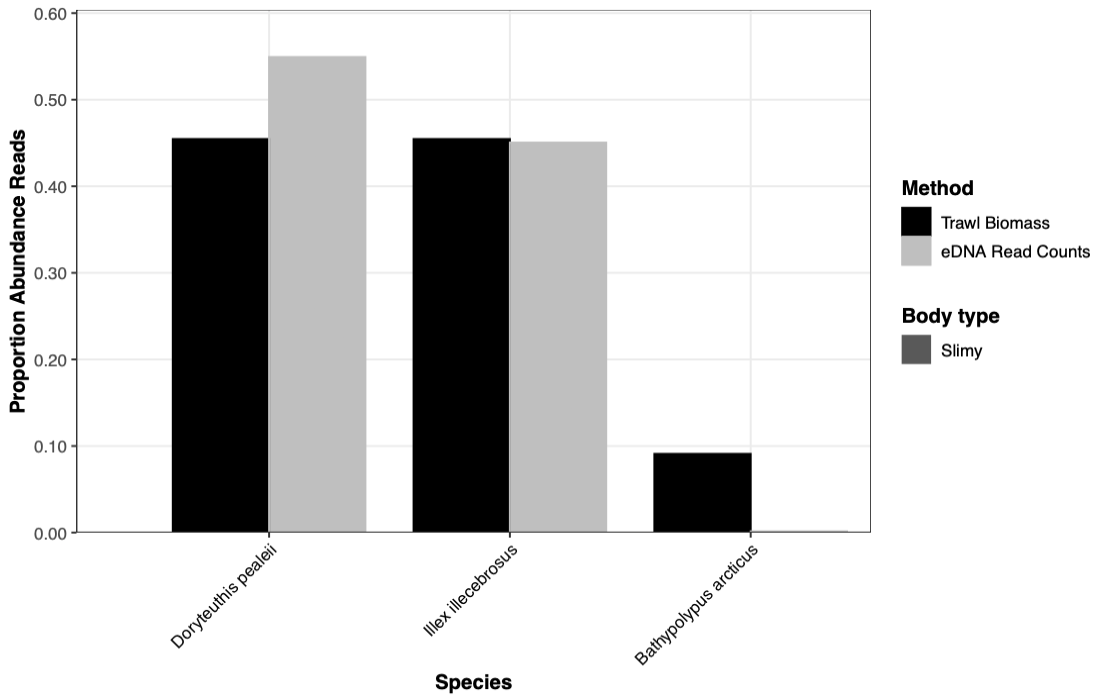 Proportion Abundance Reads
0.60
0.50
0.40
0.30
0.20
0.10
0.00
Doryteuthis pealeii
Illex illecebrosus
Bathypolypus arcticus
Species
Method
Trawl Biomass
eDNA Read Counts
Body type
Slimy